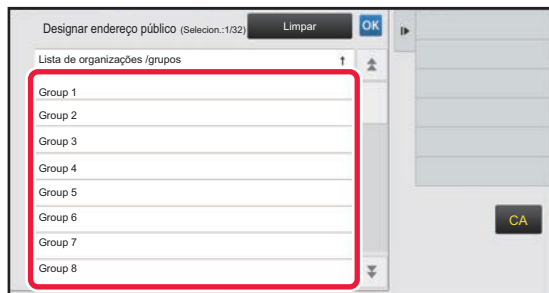 Designar endereço público (Selecion.:1/32) Limpar OK
Lista de organizações /grupos ↑
Group 1
Group 2
Group 3
Group 4
Group 5
Group 6
CA
Group 7
Group 8